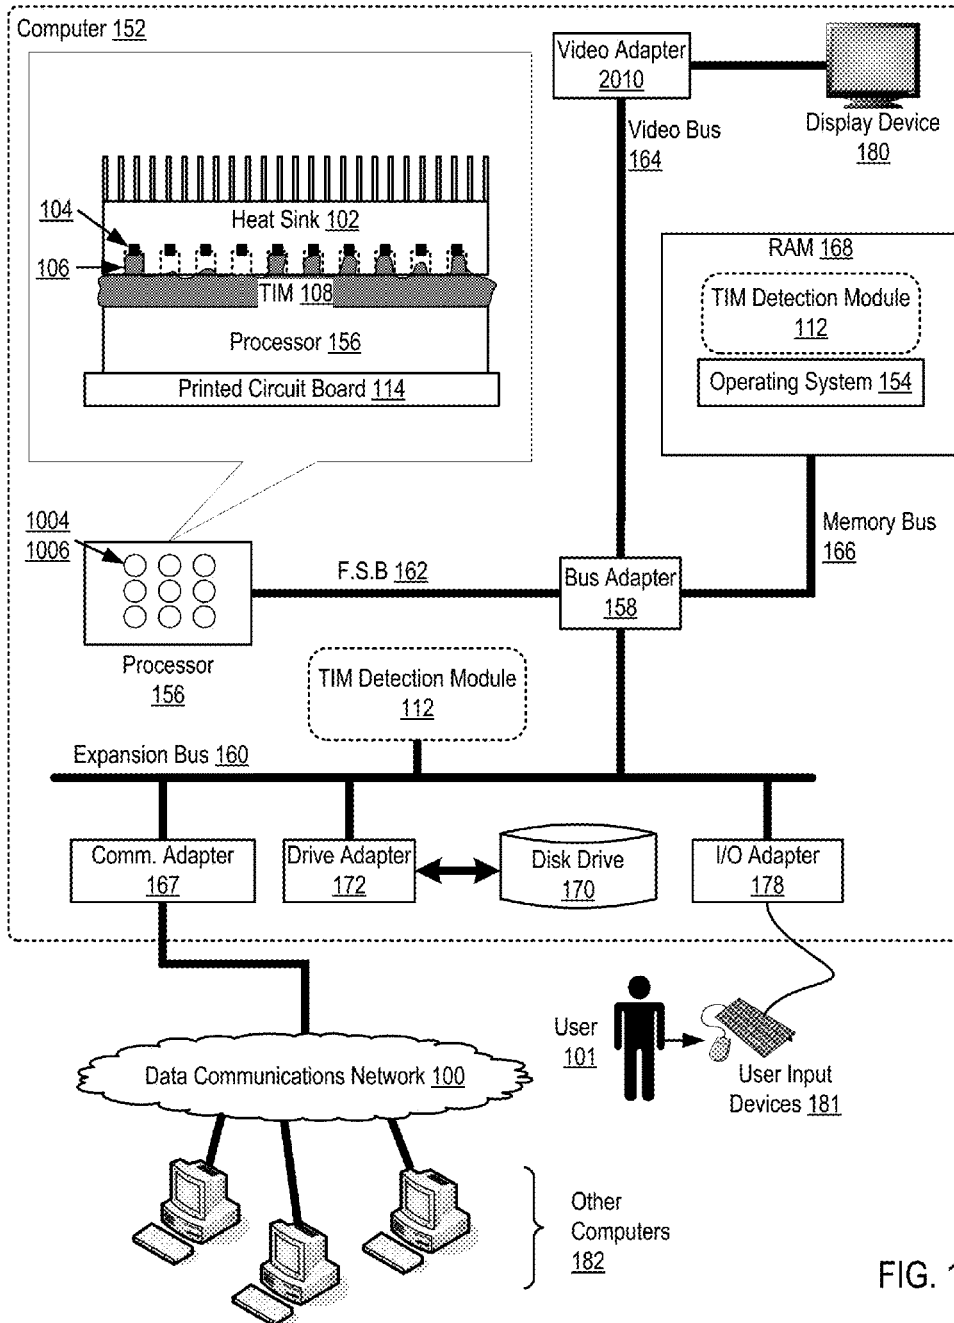 Computer 152
Video Adapter
2010
Video Bus
164
Display Device
180
104
Heat Sink 102
106
TIM 108
Processor 156
Printed Circuit Board 114
RAM 168
TIM Detection Module
112
Operating System 154
1004
1006
F.S.B 162
Bus Adapter
158
Memory Bus
166
Processor
156
TIM Detection Module
112
Expansion Bus 160
Comm. Adapter
167
Drive Adapter
172
Disk Drive
170
I/O Adapter
178
User
101
User Input
Devices 181
Data Communications Network 100
Other
Computers
182
FIG. 1